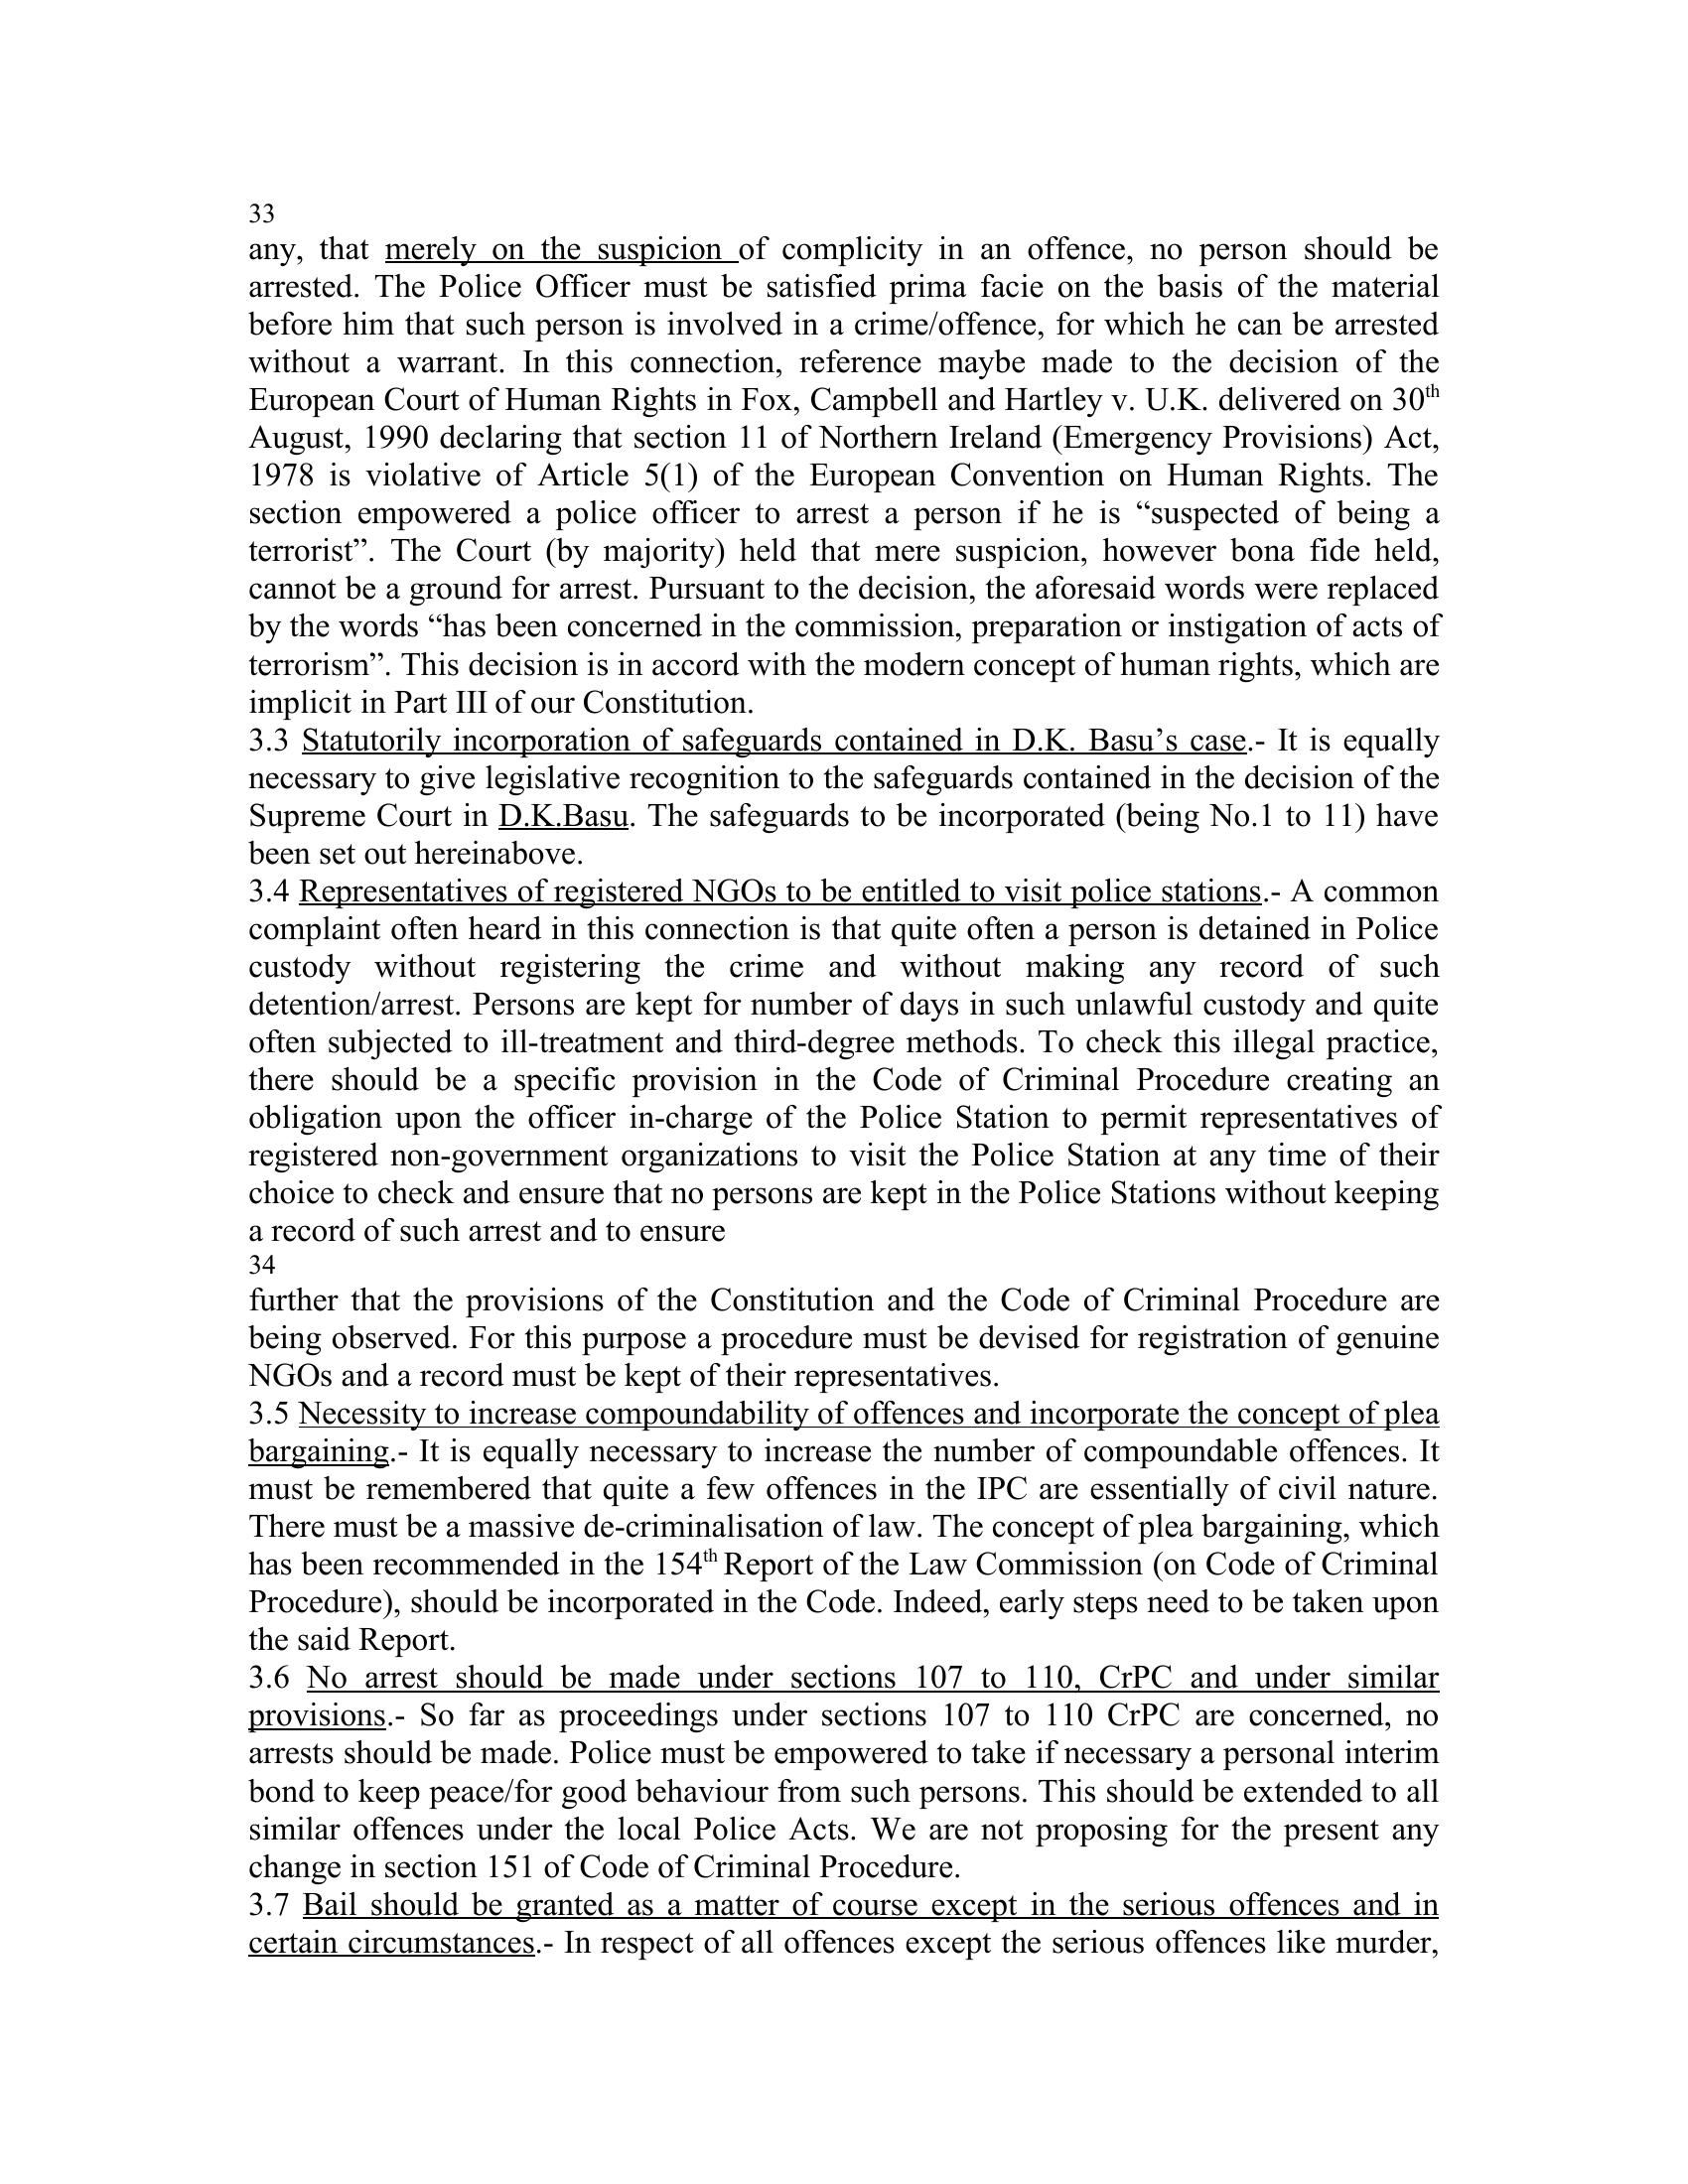 33
any, that merely on the suspicion of complicity in an offence, no person should be
arrested. The Police Officer must be satisfied prima facie on the basis of the material
before him that such person is involved in a crime/offence, for which he can be arrested
without a warrant. In this connection, reference maybe made to the decision of the
European Court of Human Rights in Fox, Campbell and Hartley v. U.K. delivered on 30th
August, 1990 declaring that section 11 of Northern Ireland (Emergency Provisions) Act,
1978 is violative of Article 5(1) of the European Convention on Human Rights. The
section empowered a police officer to arrest a person if he is “suspected of being a
terrorist”. The Court (by majority) held that mere suspicion, however bona fide held,
cannot be a ground for arrest. Pursuant to the decision, the aforesaid words were replaced
by the words “has been concerned in the commission, preparation or instigation of acts of
terrorism”. This decision is in accord with the modern concept of human rights, which are
implicit in Part III of our Constitution.
3.3 Statutorily incorporation of safeguards contained in D.K. Basu’s case.- It is equally
necessary to give legislative recognition to the safeguards contained in the decision of the
Supreme Court in D.K.Basu. The safeguards to be incorporated (being No.1 to 11) have
been set out hereinabove.
3.4 Representatives of registered NGOs to be entitled to visit police stations.- A common
complaint often heard in this connection is that quite often a person is detained in Police
custody without registering the crime and without making any record of such
detention/arrest. Persons are kept for number of days in such unlawful custody and quite
often subjected to ill-treatment and third-degree methods. To check this illegal practice,
there should be a specific provision in the Code of Criminal Procedure creating an
obligation upon the officer in-charge of the Police Station to permit representatives of
registered non-government organizations to visit the Police Station at any time of their
choice to check and ensure that no persons are kept in the Police Stations without keeping
a record of such arrest and to ensure
34
further that the provisions of the Constitution and the Code of Criminal Procedure are
being observed. For this purpose a procedure must be devised for registration of genuine
NGOs and a record must be kept of their representatives.
3.5 Necessity to increase compoundability of offences and incorporate the concept of plea
bargaining.- It is equally necessary to increase the number of compoundable offences. It
must be remembered that quite a few offences in the IPC are essentially of civil nature.
There must be a massive de-criminalisation of law. The concept of plea bargaining, which
has been recommended in the 154th Report of the Law Commission (on Code of Criminal
Procedure), should be incorporated in the Code. Indeed, early steps need to be taken upon
the said Report.
3.6 No arrest should be made under sections 107 to 110, CrPC and under similar
provisions.- So far as proceedings under sections 107 to 110 CrPC are concerned, no
arrests should be made. Police must be empowered to take if necessary a personal interim
bond to keep peace/for good behaviour from such persons. This should be extended to all
similar offences under the local Police Acts. We are not proposing for the present any
change in section 151 of Code of Criminal Procedure.
3.7 Bail should be granted as a matter of course except in the serious offences and in
certain circumstances.- In respect of all offences except the serious offences like murder,